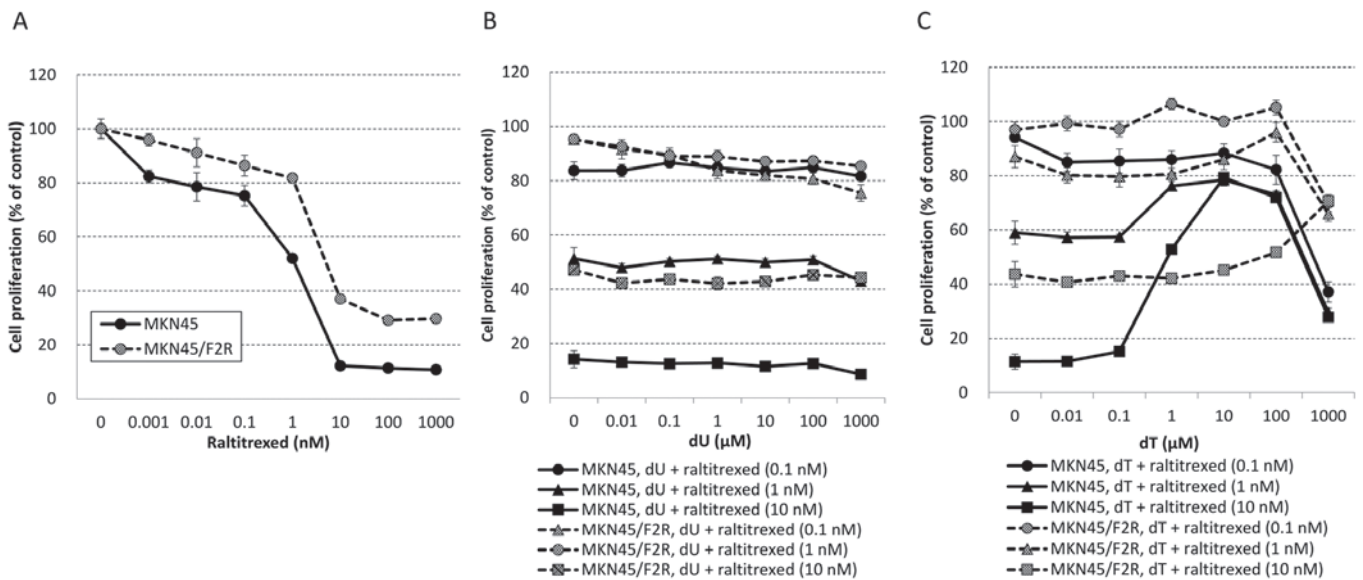 A
Cell proliferation (% of control)
120
100
80
60
40
20
0
MKN45
MKN45/F2R
0 0.001 0.01 0.1 1 10 100 1000
Raltitrexed (nM)
B
Cell proliferation (% of control)
120
100
80
60
40
20
0
0 0.01 0.1 1 10 100 1000
dU (μM)
MKN45, dU + raltitrexed (0.1 nM)
MKN45, dU + raltitrexed (1 nM)
MKN45, dU + raltitrexed (10 nM)
MKN45/F2R, dU + raltitrexed (0.1 nM)
MKN45/F2R, dU + raltitrexed (1 nM)
MKN45/F2R, dU + raltitrexed (10 nM)
C
Cell proliferation (% of control)
120
100
80
60
40
20
0
0 0.01 0.1 1 10 100 1000
dT (μM)
MKN45, dT + raltitrexed (0.1 nM)
MKN45, dT + raltitrexed (1 nM)
MKN45, dT + raltitrexed (10 nM)
MKN45/F2R, dT + raltitrexed (0.1 nM)
MKN45/F2R, dT + raltitrexed (1 nM)
MKN45/F2R, dT + raltitrexed (10 nM)